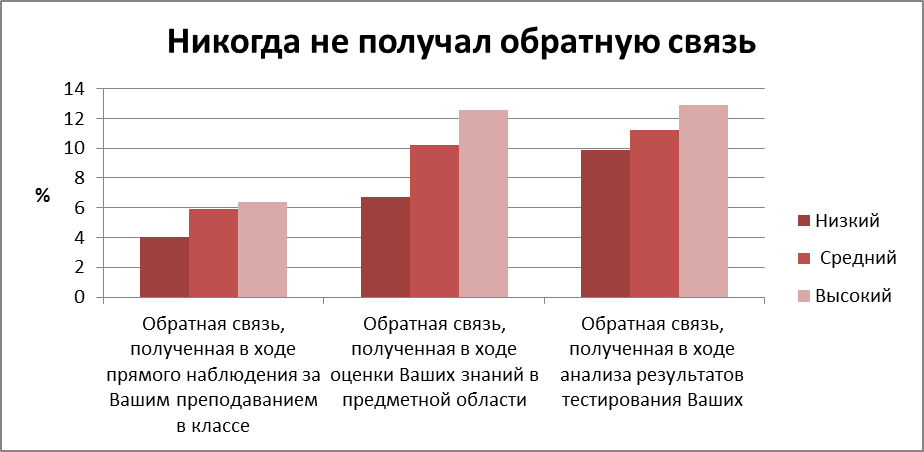 Никогда не получал обратную связь
14
12
10
8
6
4
2
0
%
Обратная связь,
полученная в ходе
прямого наблюдения за
Вашим преподаванием
в классе
Обратная связь,
полученная в ходе
оценки Ваших знаний в
предметной области
Обратная связь,
полученная в ходе
анализа результатов
тестирования Ваших
Низкий
Средний
Высокий